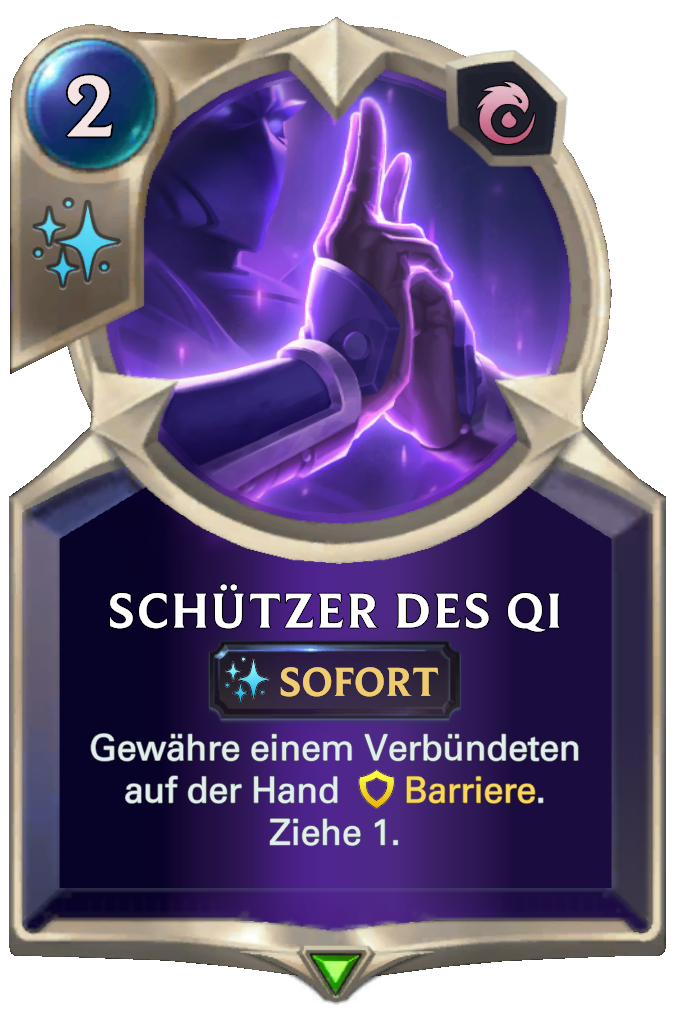 2
SCHÜTZER DES QI
SOFORT
Gewähre einem Verbündeten
auf der Hand Barriere.
Ziehe 1.